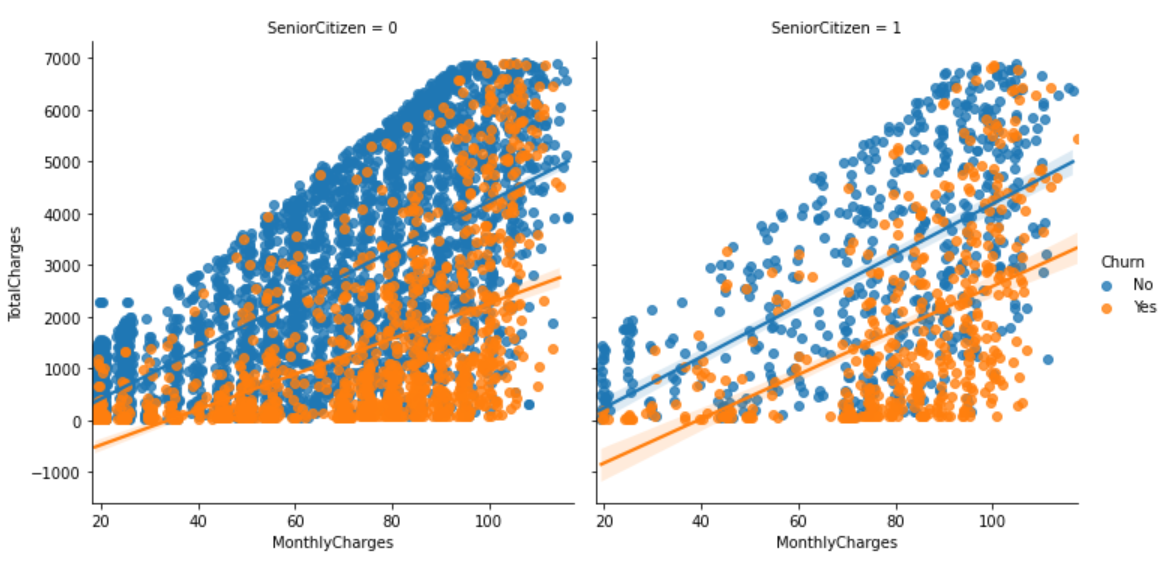 SeniorCitizen = 0
SeniorCitizen = 1
TotalCharges
7000
6000
5000
4000
3000
2000
1000
0
−1000
20 40 60 80 100
20 40 60 80 100
MonthlyCharges
MonthlyCharges
Churn
No
Yes